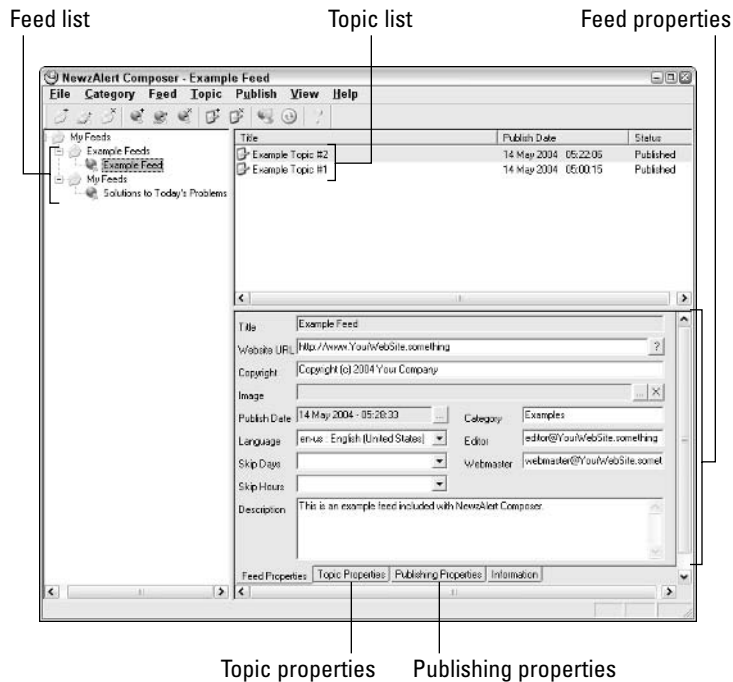 Feed list
Topic list
Feed properties
NewzAlert Composer - Example Feed
File Category Feed Topic Publish View Help
My Feeds
Example Feeds
Example Feed
My Feeds
Solutions to Today's Problems
Title Publish Date Status
Example Topic #2 14 May 2004 05:22:06 Published
Example Topic #1 14 May 2004 05:00:15 Published
Title Example Feed
Website URL http://www.YourWebSite.something ?
Copyright Copyright (c) 2004 Your Company
Image ...
Publish Date 14 May 2004 - 05:28:33 ... Category Examples
Language en-us : English (United States) Editor editor@YourWebSite.something
Skip Days Webmaster webmaster@YourWebSite.somet
Skip Hours
Description This is an example feed included with NewzAlert Composer.
Feed Properties Topic Properties Publishing Properties Information
Topic properties Publishing properties